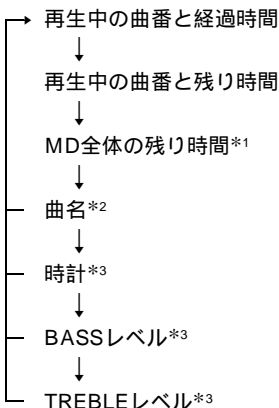 再生中の曲番と経過時間
再生中の曲番と残り時間
MD全体の残り時間*1
曲名*2
時計*3
BASSレベル*3
TREBLEレベル*3